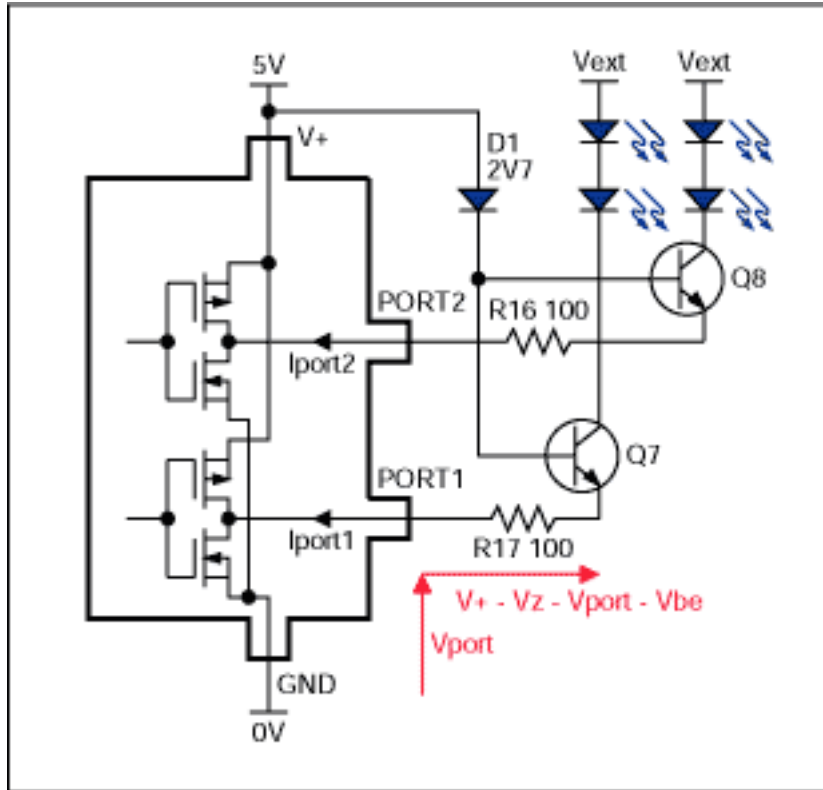 5V
Vext
Vext
V+
D1
2V7
Q8
PORT2
R16 100
Iport2
Q7
PORT1
Iport1
R17 100
V+ - Vz - Vport - Vbe
Vport
GND
0V